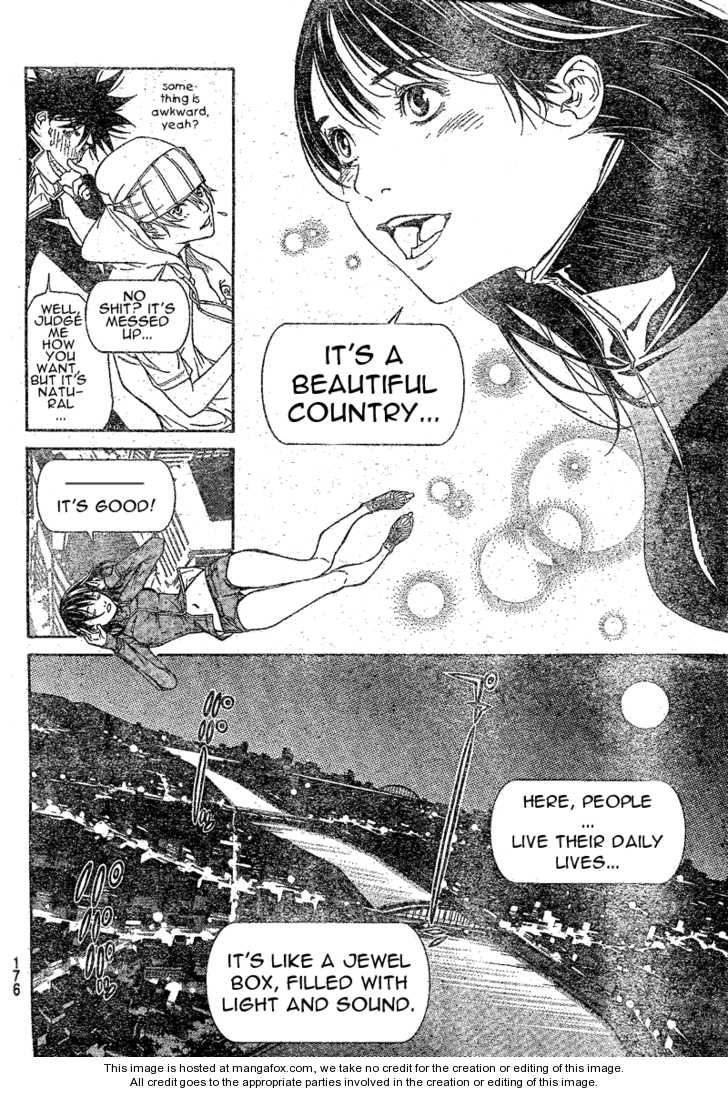 IT'S A
BEAUTIFUL
COUNTRY...
some-
thing is
awkward,
yeah?
NO
SHIT? IT'S
MESSED
UP...
WELL,
JUDGE
ME
HOW
YOU
WANT,
BUT IT'S
NATU-
RAL
...
IT'S GOOD!
HERE, PEOPLE
...
LIVE THEIR DAILY
LIVES...
IT'S LIKE A JEWEL
BOX, FILLED WITH
LIGHT AND SOUND.
176
This image is hosted at mangafox.com, we take no credit for the creation or editing of this image.
All credit goes to the appropriate parties involved in the creation or editing of this image.